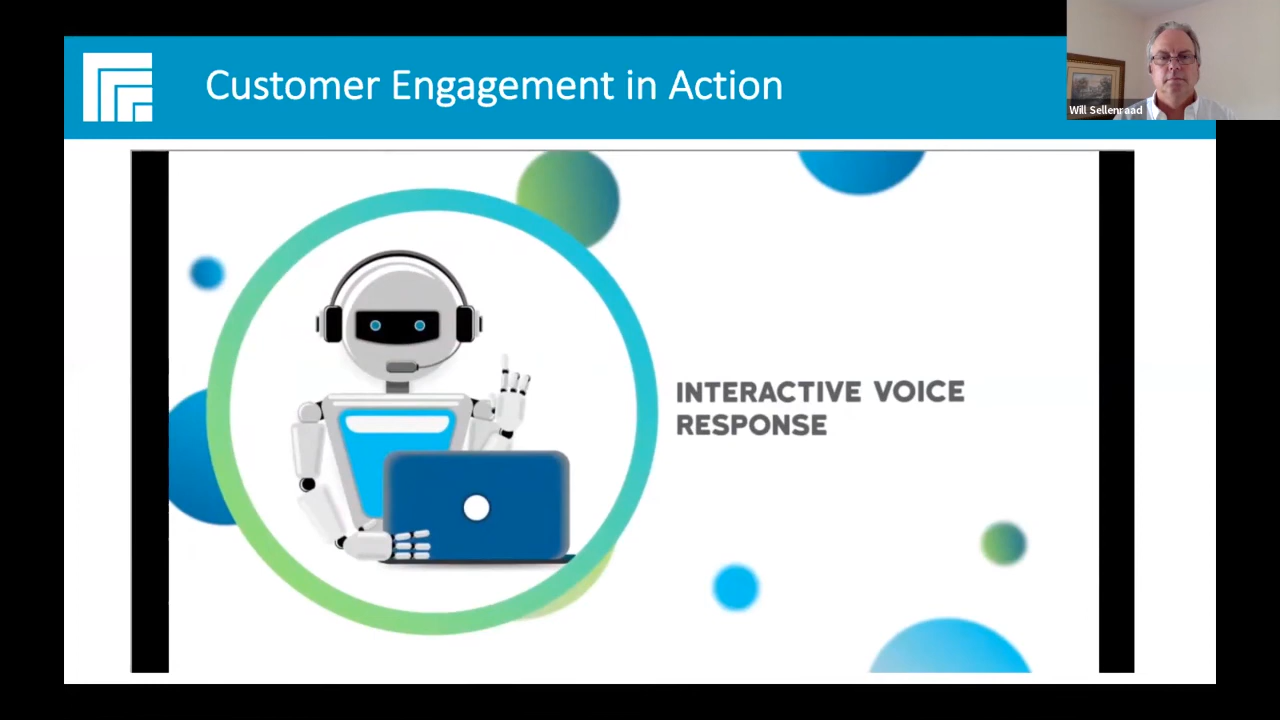 Customer Engagement in Action
Will Sellenraad
INTERACTIVE VOICE
RESPONSE